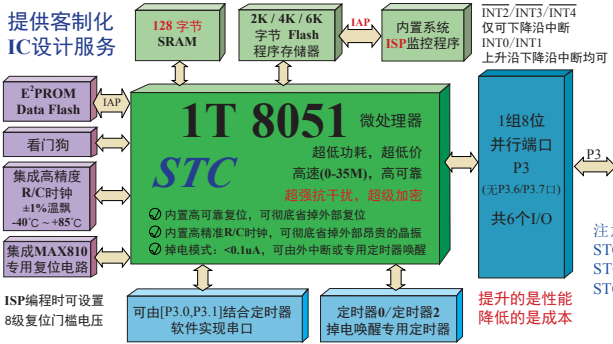 提供客制化
IC设计服务
128 字节
SRAM
2K / 4K / 6K
字节 Flash
程序存储器
IAP
内置系统
ISP监控程序
INT2/INT3/INT4
仅可下降沿中断
INT0/INT1
上升沿下降沿中断均可
E²PROM
Data Flash
IAP
看门狗
集成高精度
R/C时钟
±1%温飘
-40℃ ~ +85℃
集成MAX810
专用复位电路
ISP编程时可设置
8级复位门槛电压
1T 8051 微处理器
STC
超低功耗，超低价
高速(0-35M)，高可靠
超强抗干扰，超级加密
内置高可靠复位，可彻底省掉外部复位
内置高精准R/C时钟，可彻底省掉外部昂贵的晶振
掉电模式：<0.1uA，可由外中断或专用定时器唤醒
可由[P3.0,P3.1]结合定时器
软件实现串口
定时器0/定时器2
掉电唤醒专用定时器
1组8位
并行端口
P3
(无P3.6/P3.7口)
共6个I/O
P3
提升的是性能
降低的是成本
STC
STC
STC